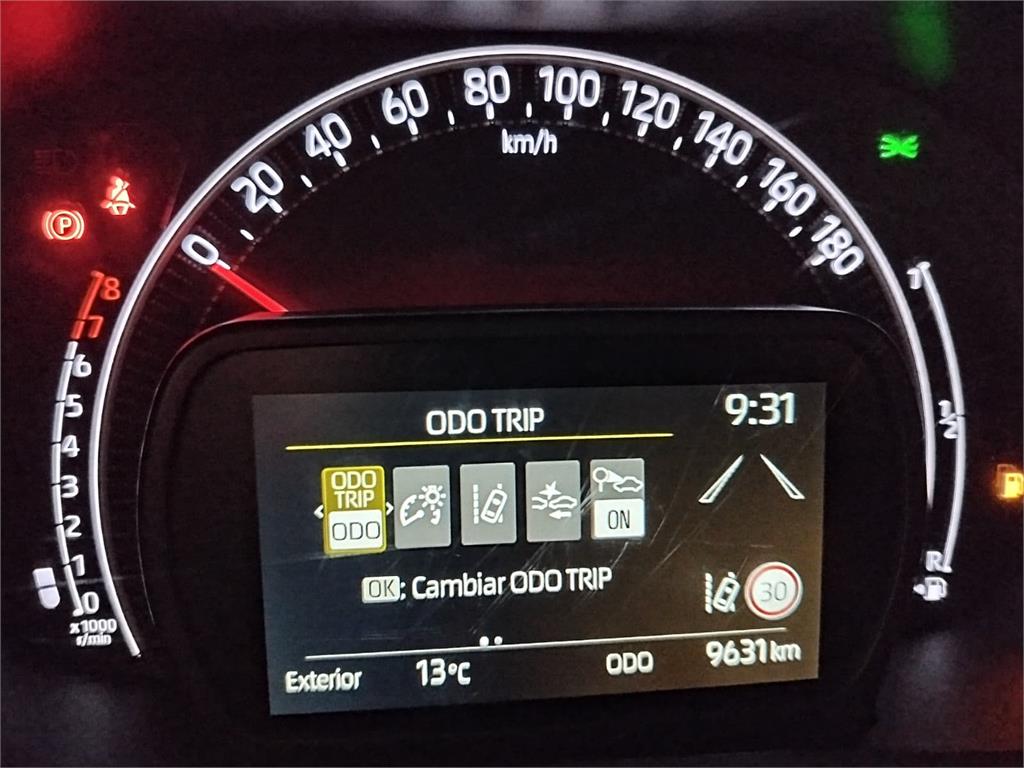 0 20 40 60 80 100 120 140 160 180
km/h
P
8
7
6
5
4
3
2
1
0
x1000
r/min
1
1/2
R
ODO TRIP
9:31
ODO
TRIP
ODO
ON
OK: Cambiar ODO TRIP
30
Exterior 13°C ODO 9631 km